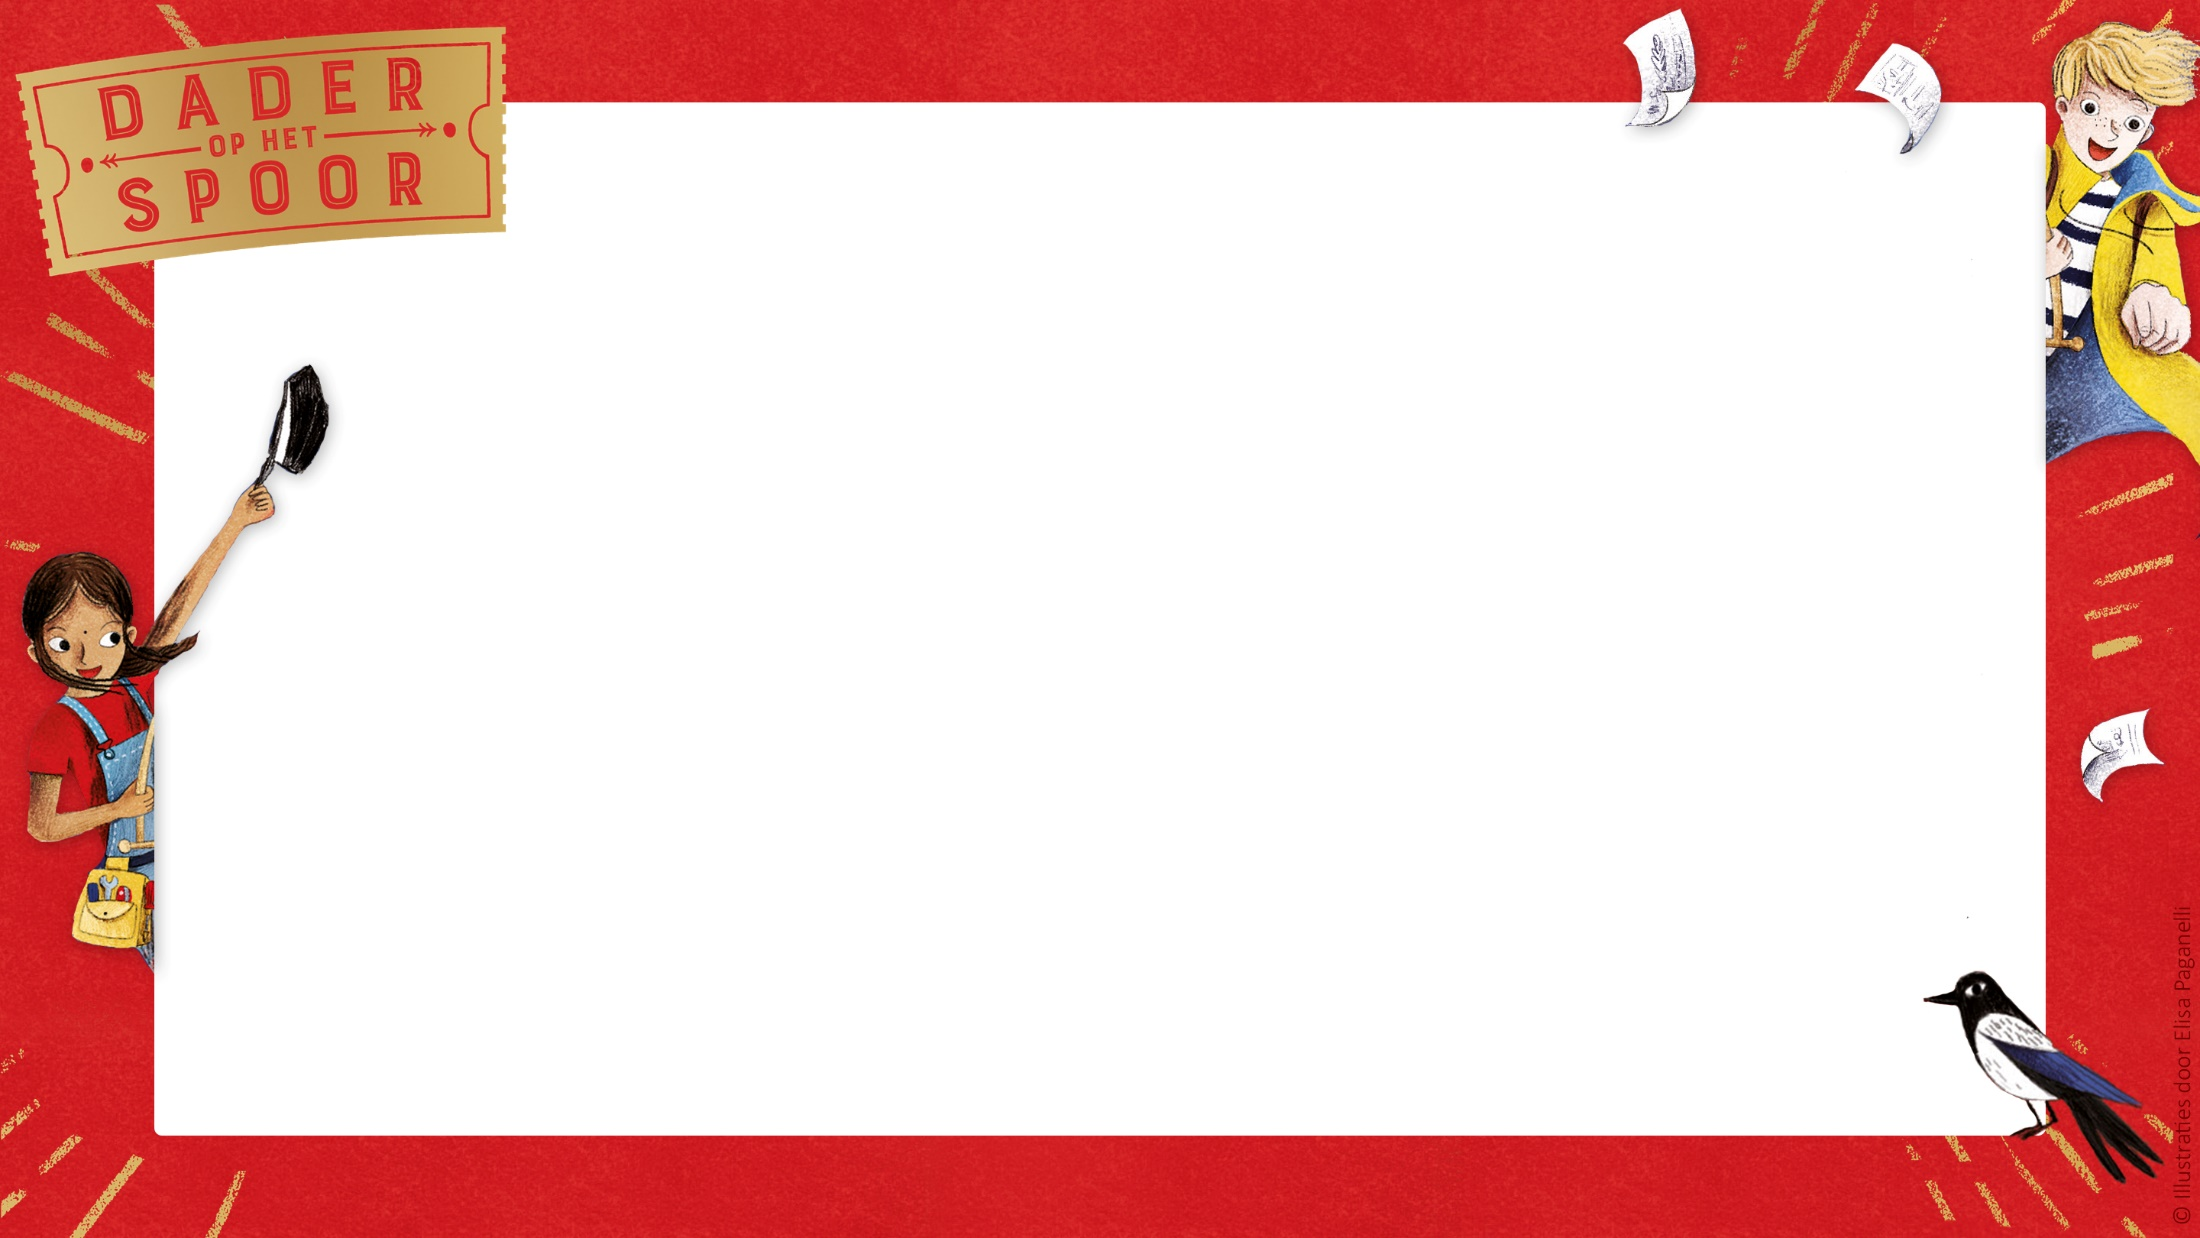 DADER
OP HET
SPOOR
© Illustraties door Elisa Paganelli